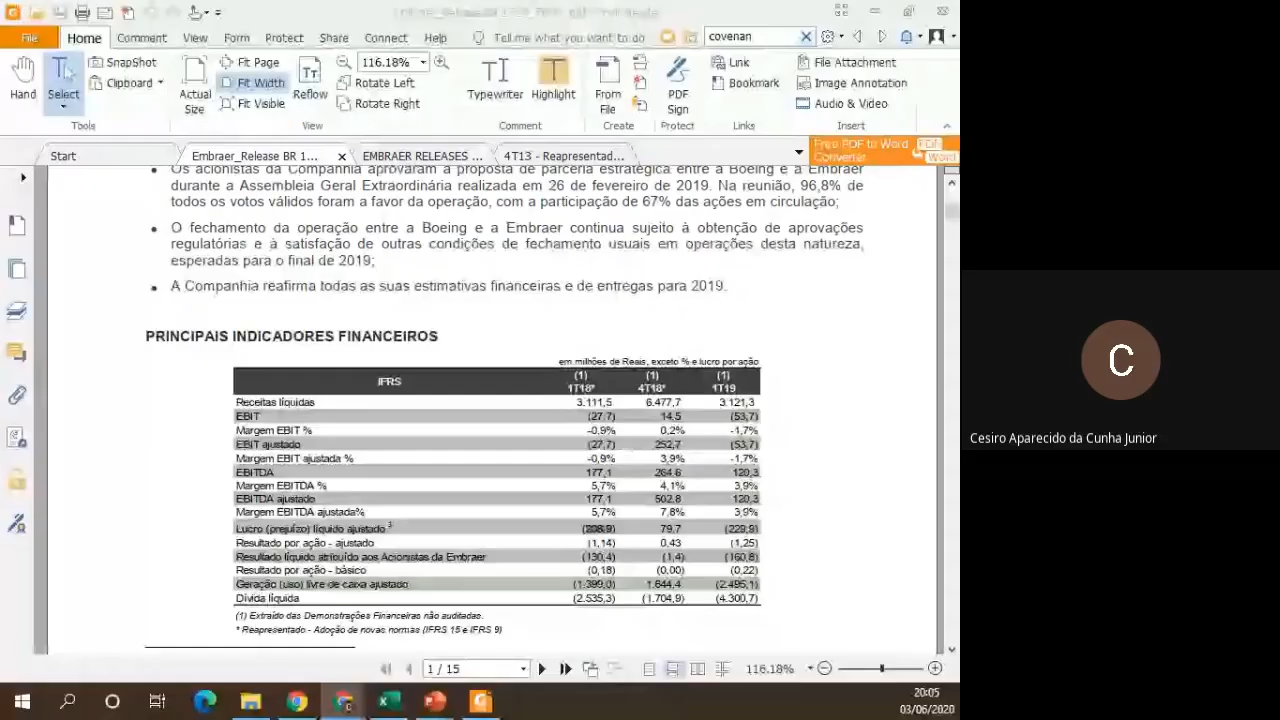 File Home Comment View Form Protect Share Connect Help Tell me what you want to do covenan
Hand
Select
SnapShot
Clipboard
Tools
Actual Size
Fit Page
Fit Width
Fit Visible
Reflow
116.18%
Rotate Left
Rotate Right
View
Typewriter
Highlight
Comment
From File
Create
PDF Sign
Protect
Link
Bookmark
Links
File Attachment
Image Annotation
Audio & Video
Insert
Start Embraer_Release BR 1... EMBRAER RELEASES ... 4T13 - Reapresentad...
Free PDF to Word
Converter
PDF
Word
Os acionistas da Companhia aprovaram a proposta de parceria estratégica entre a Boeing e a Embraer
durante a Assembleia Geral Extraordinária realizada em 26 de fevereiro de 2019. Na reunião, 96,8% de
todos os votos válidos foram a favor da operação, com a participação de 67% das ações em circulação;
• O fechamento da operação entre a Boeing e a Embraer continua sujeito à obtenção de aprovações
regulatórias e à satisfação de outras condições de fechamento usuais em operações desta natureza,
esperadas para o final de 2019;
• A Companhia reafirma todas as suas estimativas financeiras e de entregas para 2019.
PRINCIPAIS INDICADORES FINANCEIROS
em milhões de Reais, exceto % e lucro por ação
IFRS (1) 1T18* (1) 4T18* (1) 1T19
Receitas líquidas 3.111,5 6.477,7 3.121,3
EBIT (27,7) 14,5 (53,7)
Margem EBIT % -0,9% 0,2% -1,7%
EBIT ajustado (27,7) 252,7 (53,7)
Margem EBIT ajustada % -0,9% 3,9% -1,7%
EBITDA 177,1 264,6 120,3
Margem EBITDA % 5,7% 4,1% 3,9%
EBITDA ajustado 177,1 502,8 120,3
Margem EBITDA ajustada% 5,7% 7,8% 3,9%
Lucro (prejuízo) líquido ajustado 3 (208,9) 79,7 (229,9)
Resultado por ação - ajustado (1,14) 0,43 (1,25)
Resultado líquido atribuído aos Acionistas da Embraer (130,4) (1,4) (160,8)
Resultado por ação - básico (0,18) (0,00) (0,22)
Geração (uso) livre de caixa ajustado (1.399,0) 1.644,4 (2.495,1)
Dívida líquida (2.535,3) (1.704,9) (4.300,7)
(1) Extraído das Demonstrações Financeiras não auditadas.
* Reapresentado - Adoção de novas normas (IFRS 15 e IFRS 9)
1 / 15 116.18%
20:05
03/06/2020
C
Cesiro Aparecido da Cunha Junior